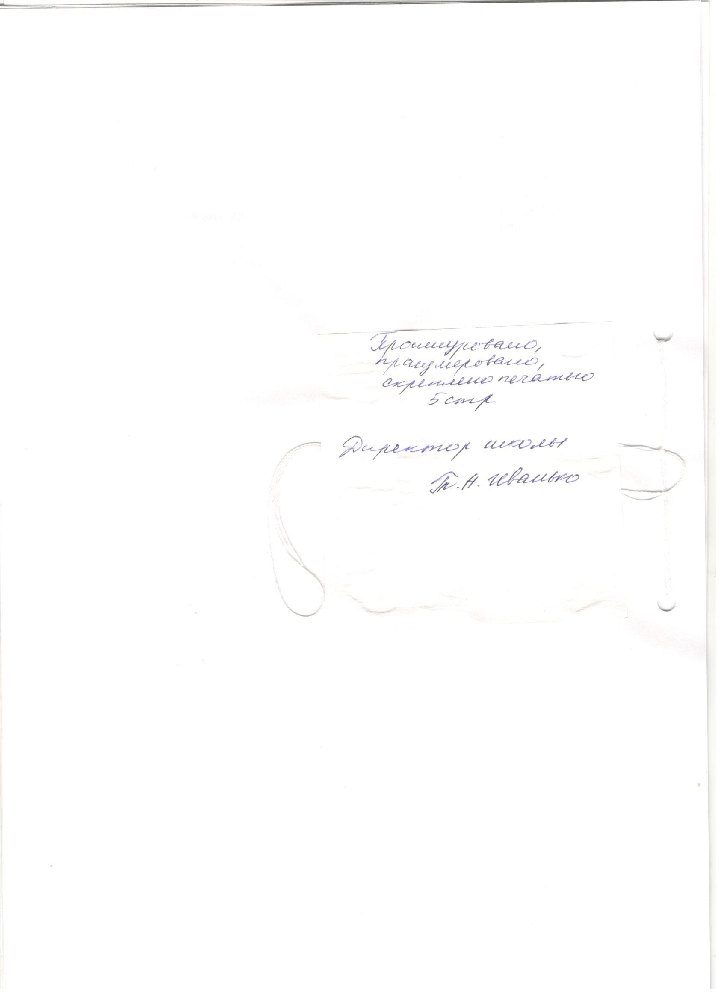 Прошнуровано,
пронумеровано,
скреплено печатью
5 стр
Директор школы
Т. Н. Иванько